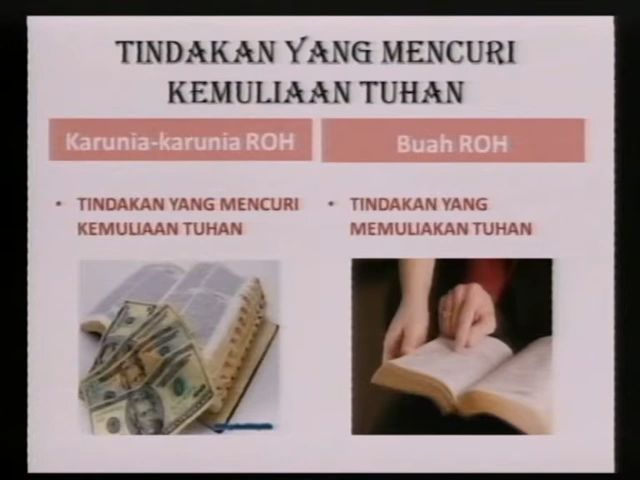 TINDAKAN YANG MENCURI
KEMULIAAN TUHAN
Karunia-karunia ROH
Buah ROH
• TINDAKAN YANG MENCURI
KEMULIAAN TUHAN
• TINDAKAN YANG
MEMULIAKAN TUHAN